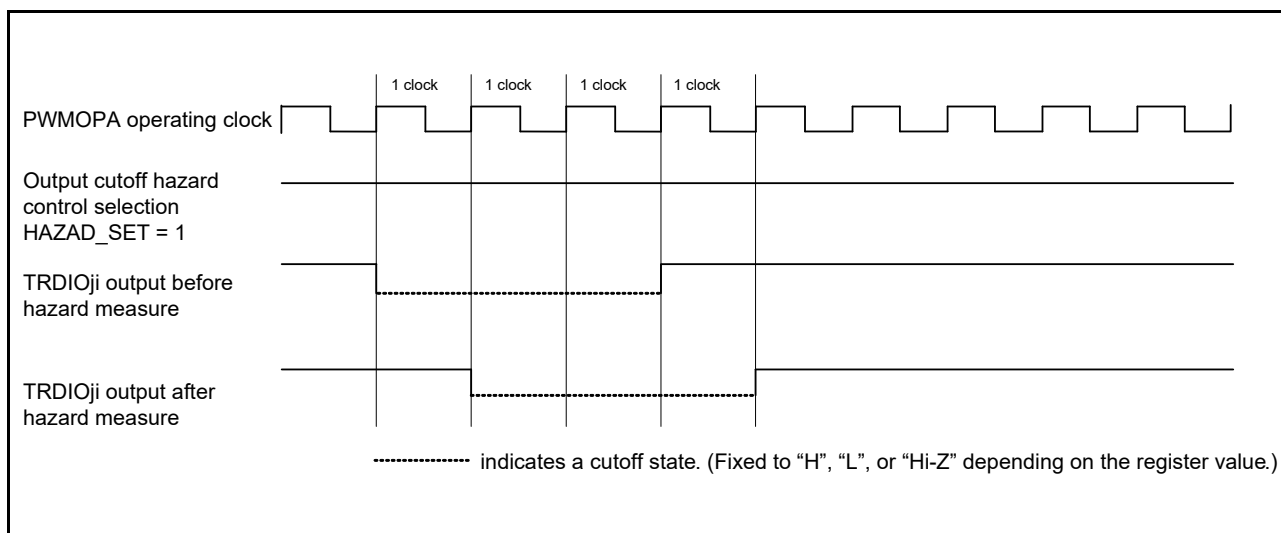 1 clock 1 clock 1 clock 1 clock
PWMOPA operating clock
Output cutoff hazard
control selection
HAZAD_SET = 1
TRDIOji output before
hazard measure
TRDIOji output after
hazard measure
indicates a cutoff state. (Fixed to “H”, “L”, or “Hi-Z” depending on the register value.)